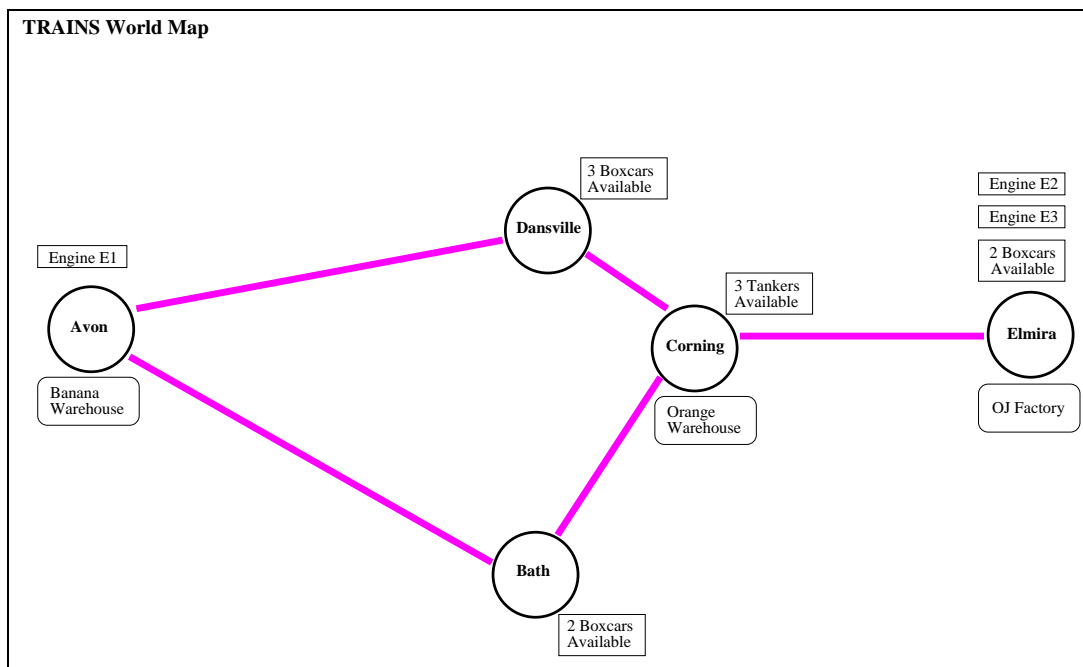 TRAINS World Map
3 Boxcars
Available
Engine E2
Dansville
Engine E3
Engine E1
2 Boxcars
Available
3 Tankers
Available
Avon
Corning
Elmira
Banana
Warehouse
Orange
Warehouse
OJ Factory
Bath
2 Boxcars
Available